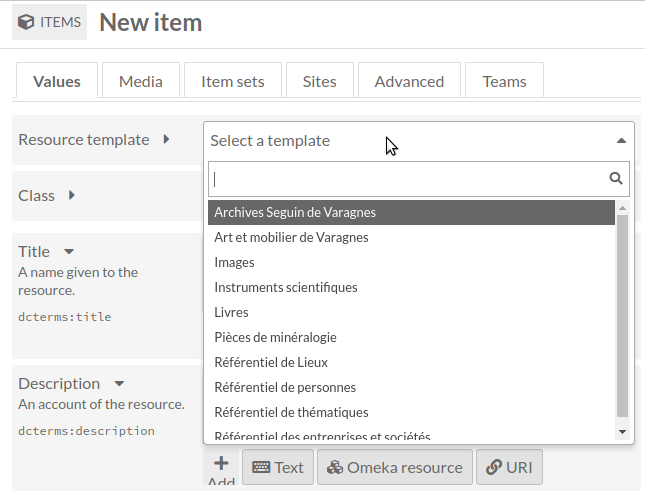 ITEMS New item
Values Media Item sets Sites Advanced Teams
Resource template
Select a template
Class
Archives Seguin de Varagnes
Art et mobilier de Varagnes
Images
Instruments scientifiques
Livres
Pièces de minéralogie
Référentiel de Lieux
Référentiel de personnes
Référentiel de thématiques
Référentiel des entreprises et sociétés
Title
A name given to the
resource.
dcterms:title
Description
An account of the resource.
dcterms:description
Add
Text Omeka resource URI